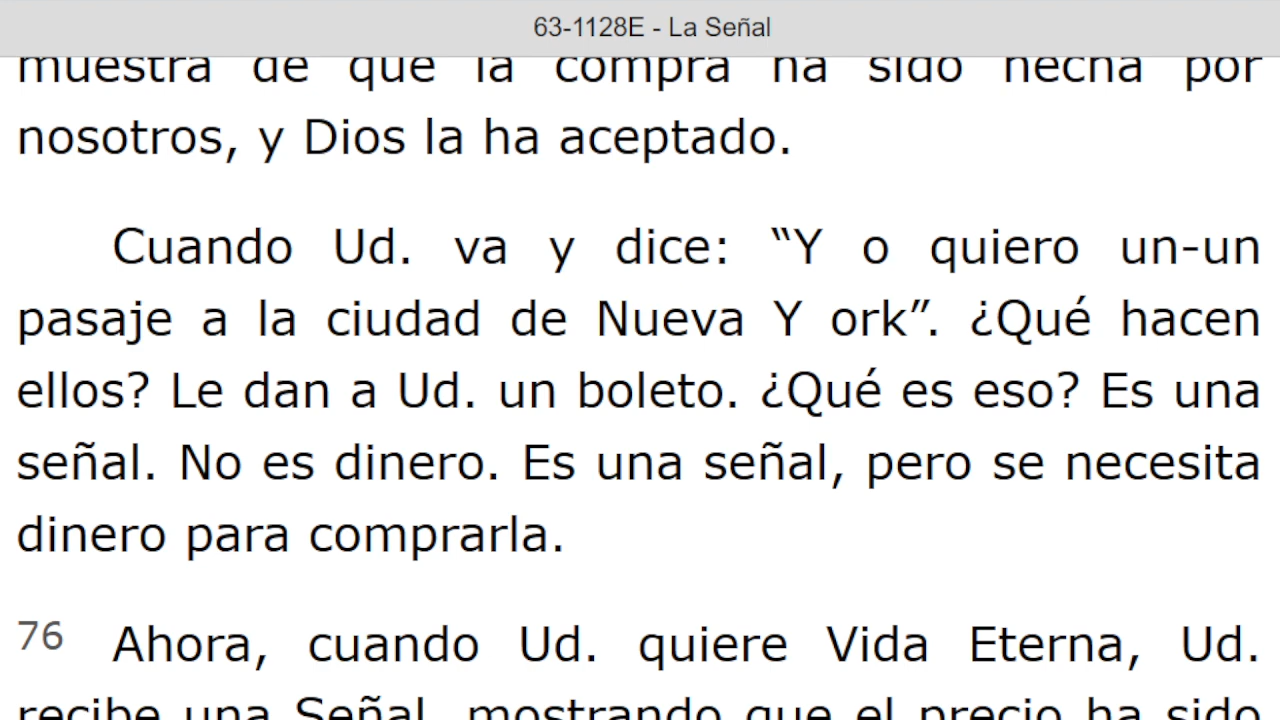 63-1128E - La Señal
muestra de que la compra ha sido hecha por
nosotros, y Dios la ha aceptado.
Cuando Ud. va y dice: “Y o quiero un-un
pasaje a la ciudad de Nueva Y ork”. ¿Qué hacen
ellos? Le dan a Ud. un boleto. ¿Qué es eso? Es una
señal. No es dinero. Es una señal, pero se necesita
dinero para comprarla.
76 Ahora, cuando Ud. quiere Vida Eterna, Ud.
recibe una Señal, mostrando que el precio ha sido